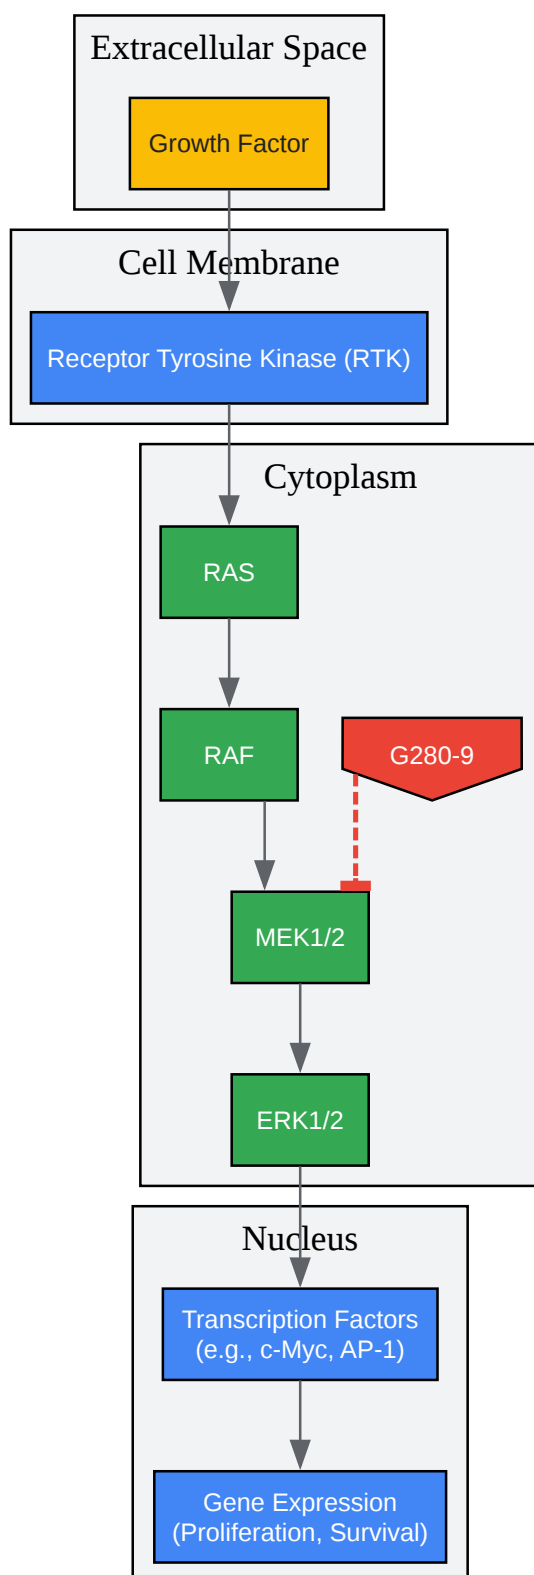 Extracellular Space
Growth Factor
Cell Membrane
Receptor Tyrosine Kinase (RTK)
Cytoplasm
RAS
RAF
G280-9
MEK1/2
ERK1/2
Nucleus
Transcription Factors
(e.g., c-Myc, AP-1)
Gene Expression
(Proliferation, Survival)